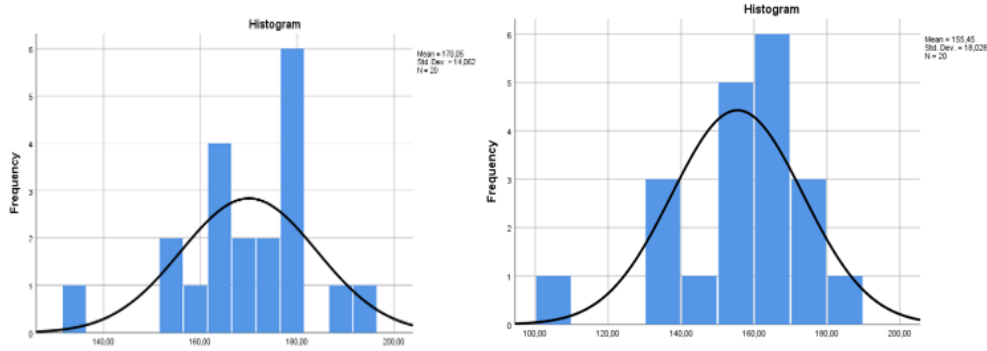 Histogram
Mean = 170,05
Std. Dev. = 14,062
N = 20
Frequency
6
5
4
3
2
1
0
140,00 160,00 180,00 200,00
Histogram
Mean = 155,45
Std. Dev. = 18,028
N = 20
Frequency
6
5
4
3
2
1
0
100,00 120,00 140,00 160,00 180,00 200,00